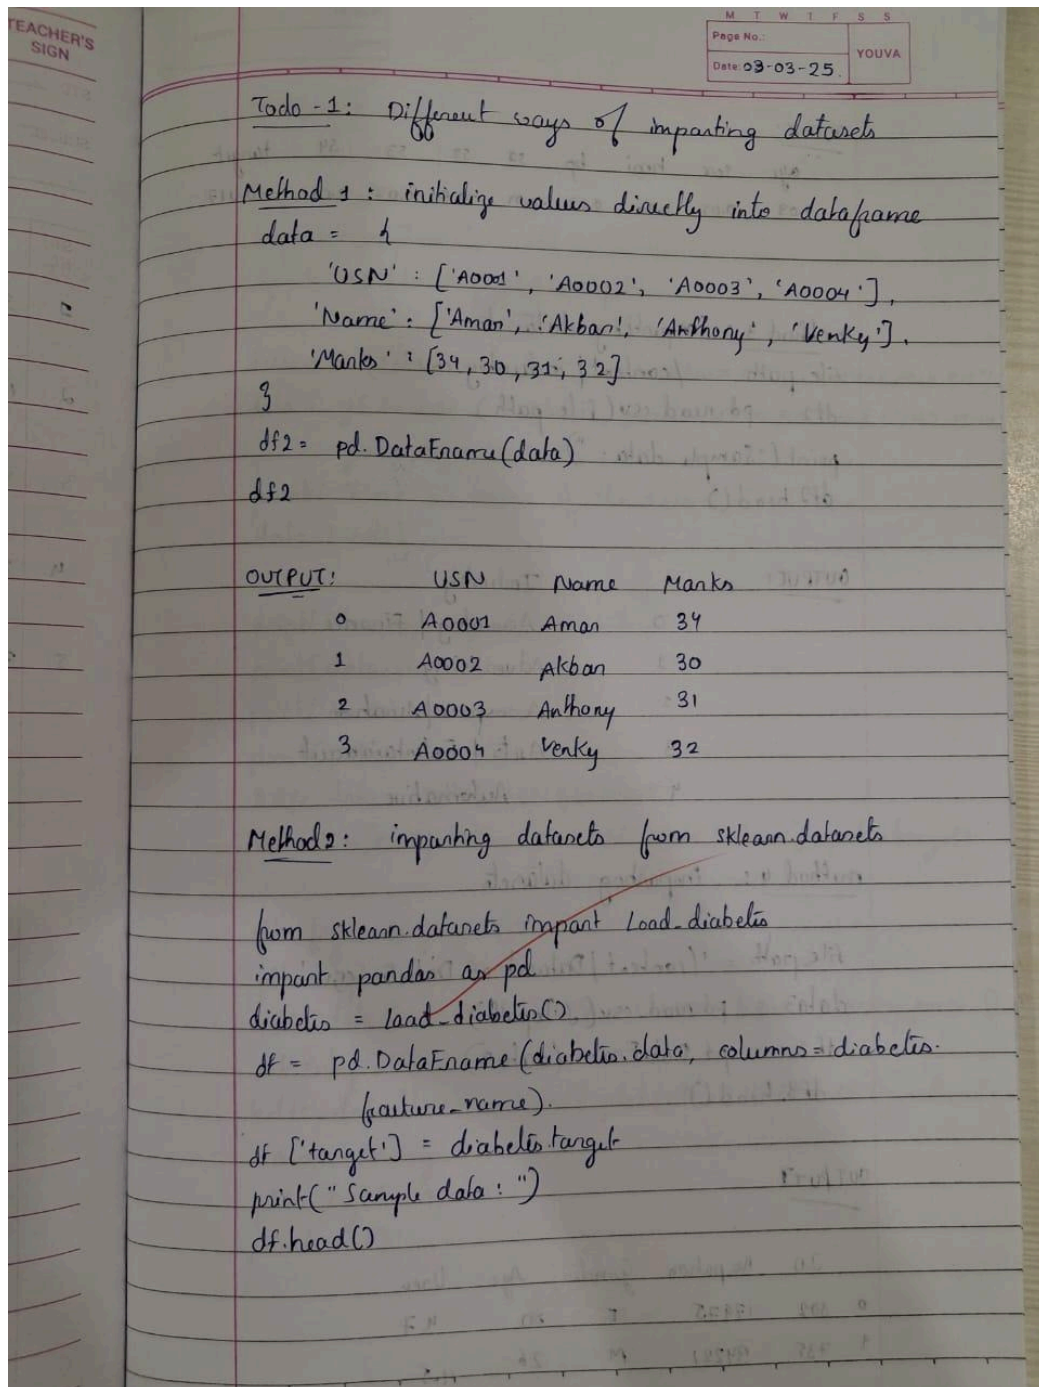 TEACHER'S
SIGN
M T W T F S S
Page No.:
YOUVA
Date: 03-03-25
Todo-1: Different ways of importing datasets
Method 1: initialize values directly into dataframe
data = {
'USN' : ['A0001', 'A0002', 'A0003', 'A0004'],
'Name' : ['Aman', 'Akbar', 'Anthony', 'Venky'],
'Marks' : [34, 30, 31, 32]
}
df2 = pd.DataFrame(data)
df2
OUTPUT: USN Name Marks
0 A0001 Aman 34
1 A0002 Akbar 30
2 A0003 Anthony 31
3 A0004 Venky 32
Method 2: importing datasets from sklearn.datasets
from sklearn.datasets import Load_diabetes
import pandas as pd
diabetes = load_diabetes()
df = pd.DataFrame(diabetes.data, columns = diabetes.
feature_name).
df ['target'] = diabetes.target
print("Sample data : ")
df.head()